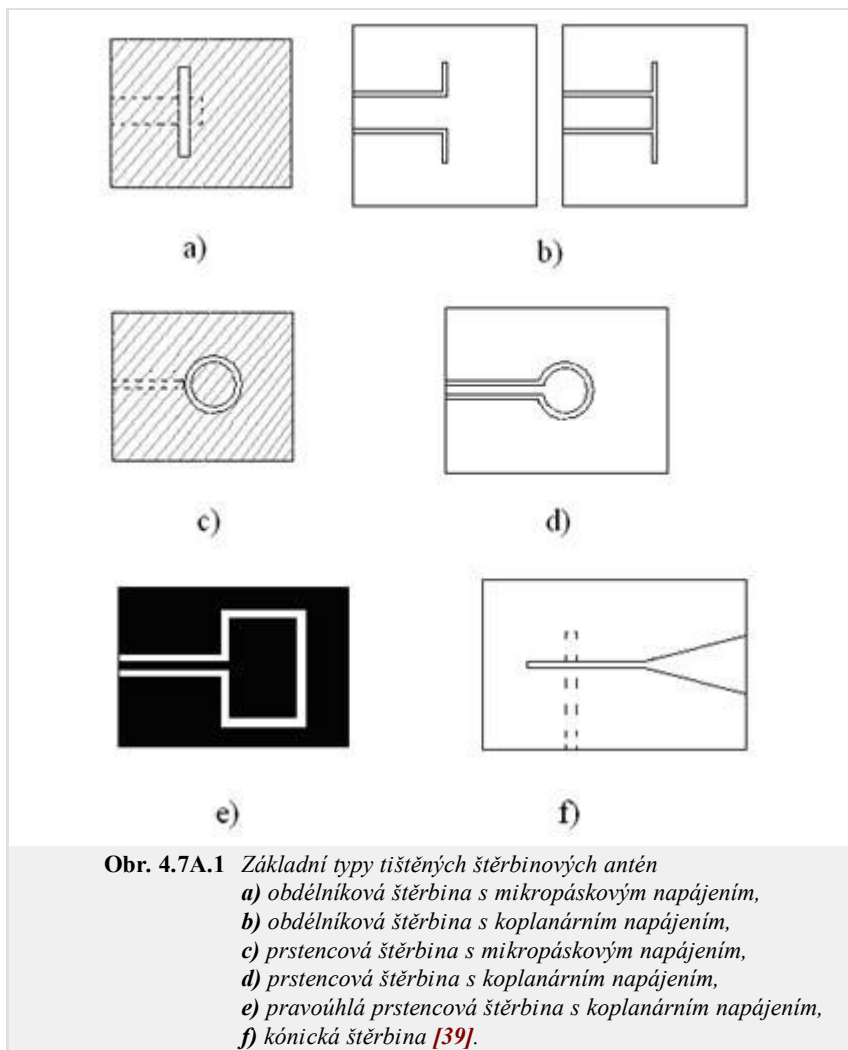 a)
b)
c)
d)
e)
f)
Obr. 4.7A.1 Základní typy tištěných štěrbinových antén
a) obdélníková štěrbina s mikropáskovým napájením,
b) obdélníková štěrbina s koplanárním napájením,
c) prstencová štěrbina s mikropáskovým napájením,
d) prstencová štěrbina s koplanárním napájením,
e) pravoúhlá prstencová štěrbina s koplanárním napájením,
f) kónická štěrbina [39].